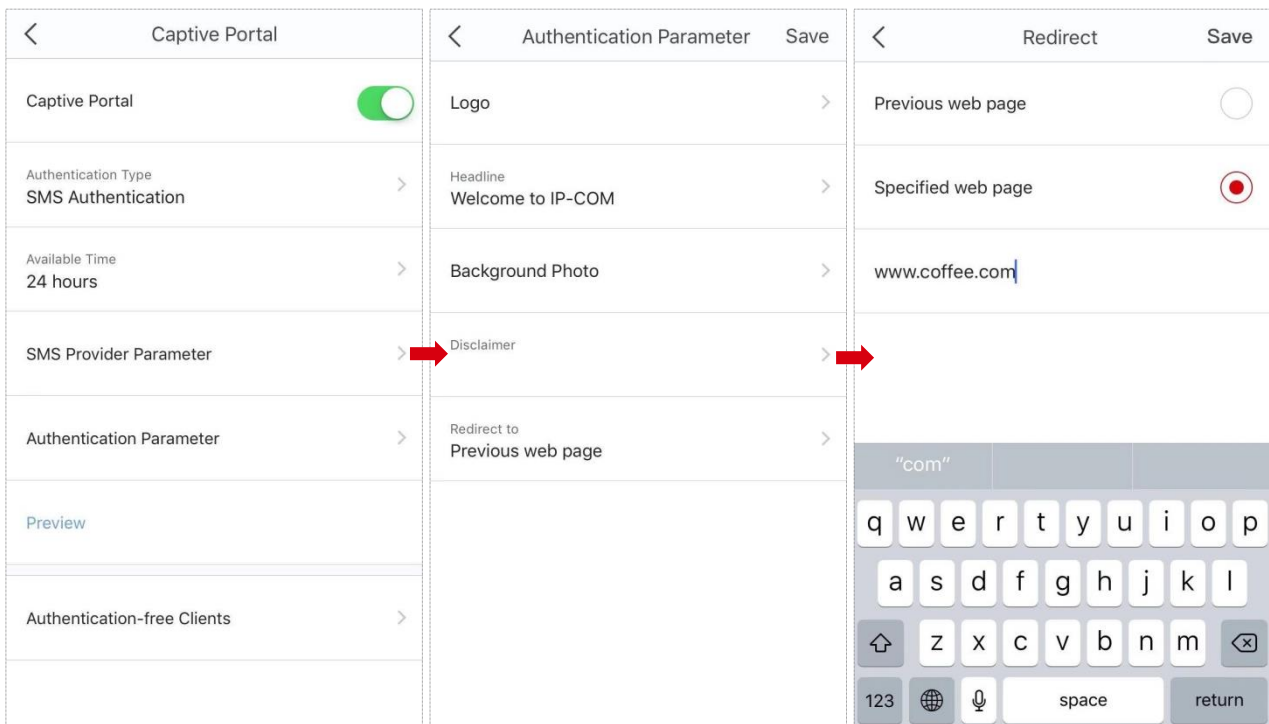 Captive Portal
Captive Portal
Authentication Type
SMS Authentication
Available Time
24 hours
SMS Provider Parameter
Authentication Parameter
Preview
Authentication-free Clients
Authentication Parameter Save
Logo
Headline
Welcome to IP-COM
Background Photo
Disclaimer
Redirect to
Previous web page
Redirect Save
Previous web page
Specified web page
www.coffee.com
"com"
q w e r t y u i o p
a s d f g h j k l
z x c v b n m
123 space return